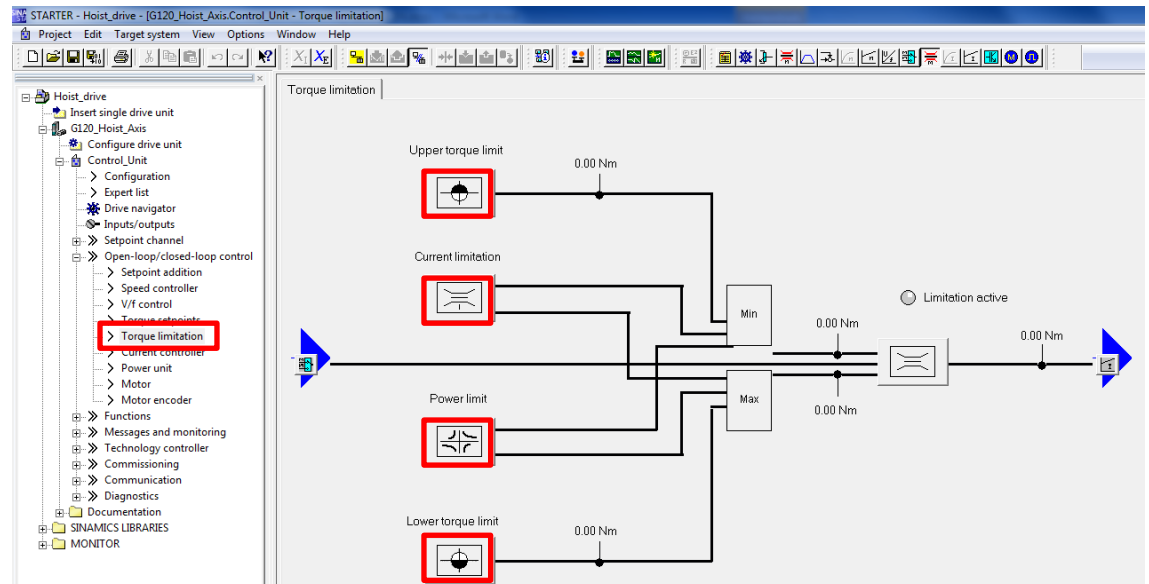 STARTER - Hoist_drive - [G120_Hoist_Axis.Control_Unit - Torque limitation]
Project Edit Target system View Options Window Help
Hoist_drive
Insert single drive unit
G120_Hoist_Axis
Configure drive unit
Control_Unit
Configuration
Expert list
Drive navigator
Inputs/outputs
Setpoint channel
Open-loop/closed-loop control
Setpoint addition
Speed controller
V/f control
Torque setpoints
Torque limitation
Current controller
Power unit
Motor
Motor encoder
Functions
Messages and monitoring
Technology controller
Commissioning
Communication
Diagnostics
Documentation
SINAMICS LIBRARIES
MONITOR
Torque limitation
Upper torque limit
0.00 Nm
Current limitation
Min
Limitation active
0.00 Nm
0.00 Nm
Power limit
Max
0.00 Nm
Lower torque limit
0.00 Nm